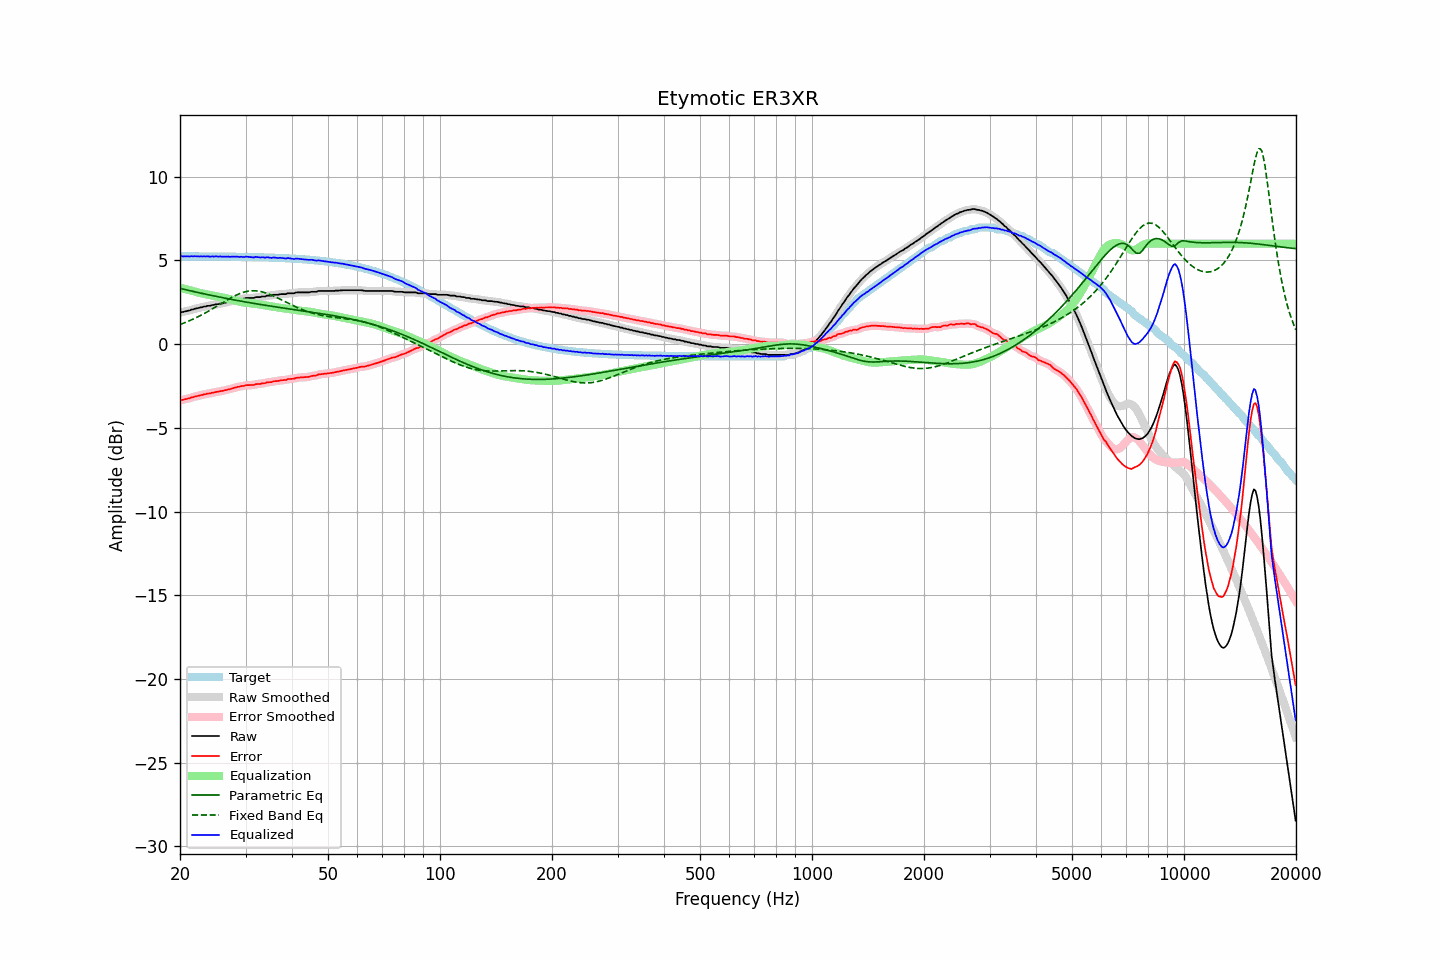 Etymotic ER3XR
Amplitude (dBr)
10
5
0
−5
−10
−15
−20
−25
−30
Target
Raw Smoothed
Error Smoothed
Raw
Error
Equalization
Parametric Eq
Fixed Band Eq
Equalized
20 50 100 200 500 1000 2000 5000 10000 20000
Frequency (Hz)